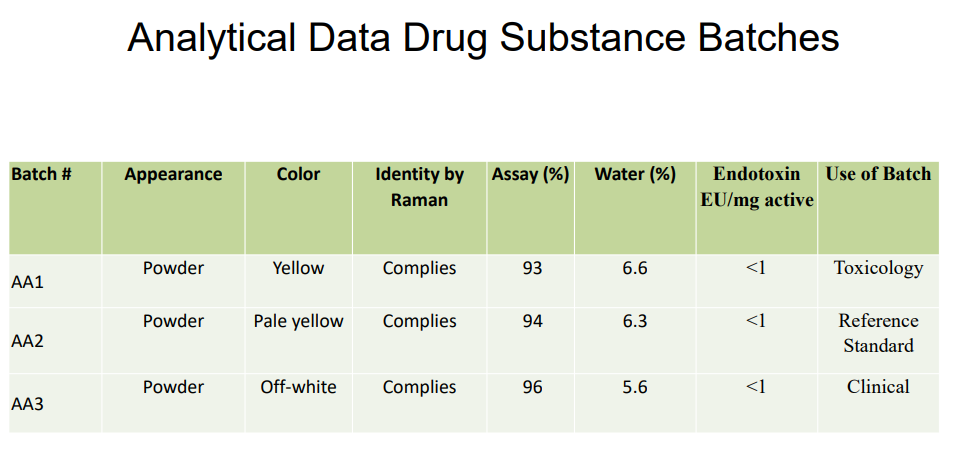 Analytical Data Drug Substance Batches
Batch # Appearance Color Identity by Raman Assay (%) Water (%) Endotoxin EU/mg active Use of Batch
AA1 Powder Yellow Complies 93 6.6 <1 Toxicology
AA2 Powder Pale yellow Complies 94 6.3 <1 Reference Standard
AA3 Powder Off-white Complies 96 5.6 <1 Clinical